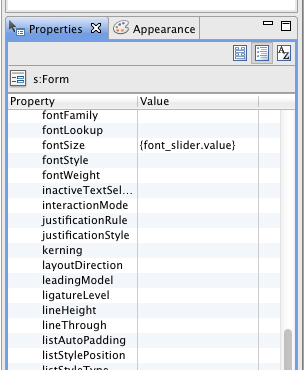 Properties Appearance
s:Form
Property Value
fontFamily
fontLookup
fontSize {font_slider.value}
fontStyle
fontWeight
inactiveTextSel...
interactionMode
justificationRule
justificationStyle
kerning
layoutDirection
leadingModel
ligatureLevel
lineHeight
lineThrough
listAutoPadding
listStylePosition
listStyleType